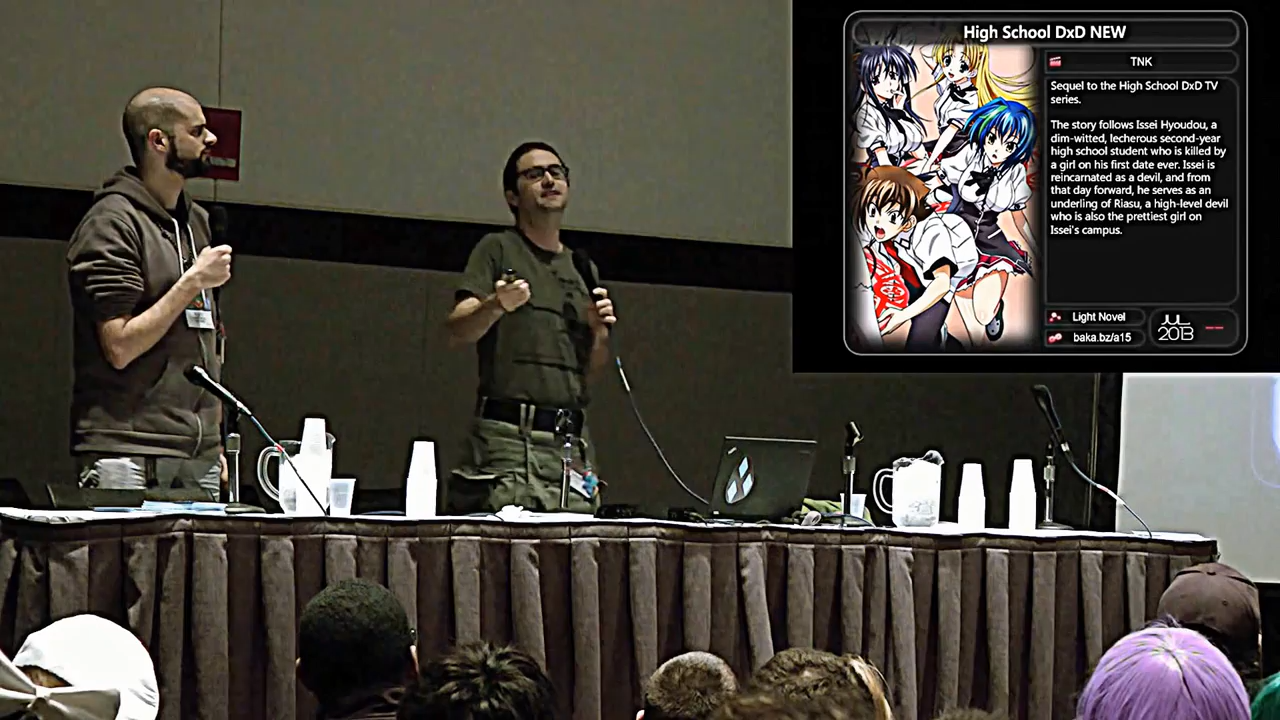 High School DxD NEW
TNK
Sequel to the High School DxD TV
series.
The story follows Issei Hyoudou, a
dim-witted, lecherous second-year
high school student who is killed by
a girl on his first date ever. Issei is
reincarnated as a devil, and from
that day forward, he serves as an
underling of Riasu, a high-level devil
who is also the prettiest girl on
Issei's campus.
Light Novel
baka.bz/a15
JUL
2013